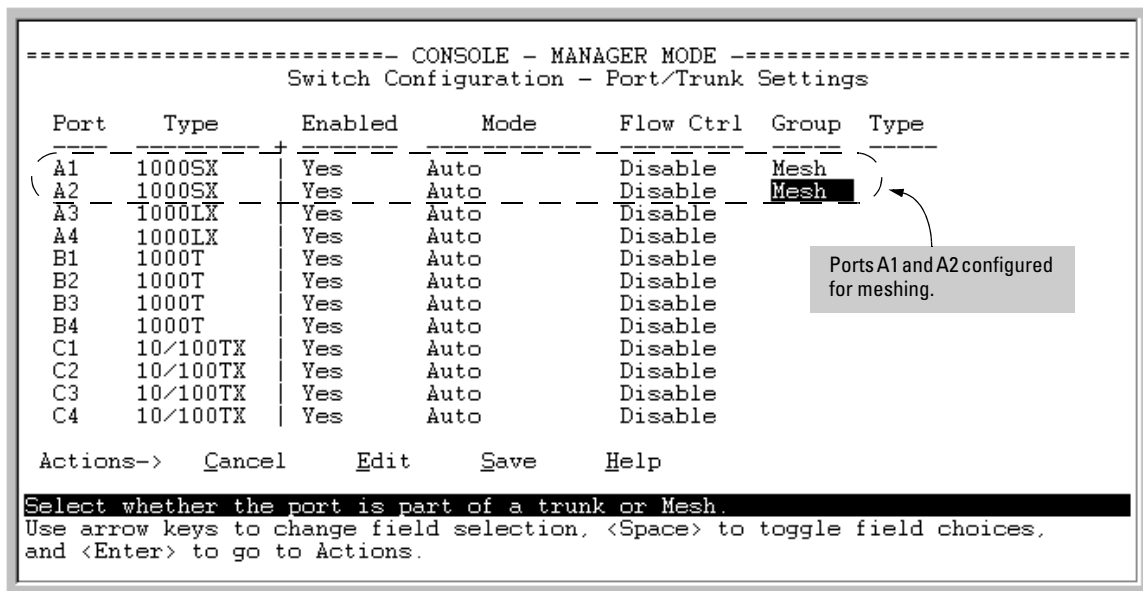 ===========================- CONSOLE - MANAGER MODE -============================
Switch Configuration - Port/Trunk Settings
Port Type Enabled Mode Flow Ctrl Group Type
---- --------- + ------- ------------ --------- ----- -----
A1 1000SX | Yes Auto Disable Mesh
A2 1000SX | Yes Auto Disable Mesh
A3 1000LX | Yes Auto Disable
A4 1000LX | Yes Auto Disable
B1 1000T | Yes Auto Disable
B2 1000T | Yes Auto Disable
B3 1000T | Yes Auto Disable
B4 1000T | Yes Auto Disable
C1 10/100TX | Yes Auto Disable
C2 10/100TX | Yes Auto Disable
C3 10/100TX | Yes Auto Disable
C4 10/100TX | Yes Auto Disable
Ports A1 and A2 configured
for meshing.
Actions-> Cancel Edit Save Help
Select whether the port is part of a trunk or Mesh.
Use arrow keys to change field selection, <Space> to toggle field choices,
and <Enter> to go to Actions.